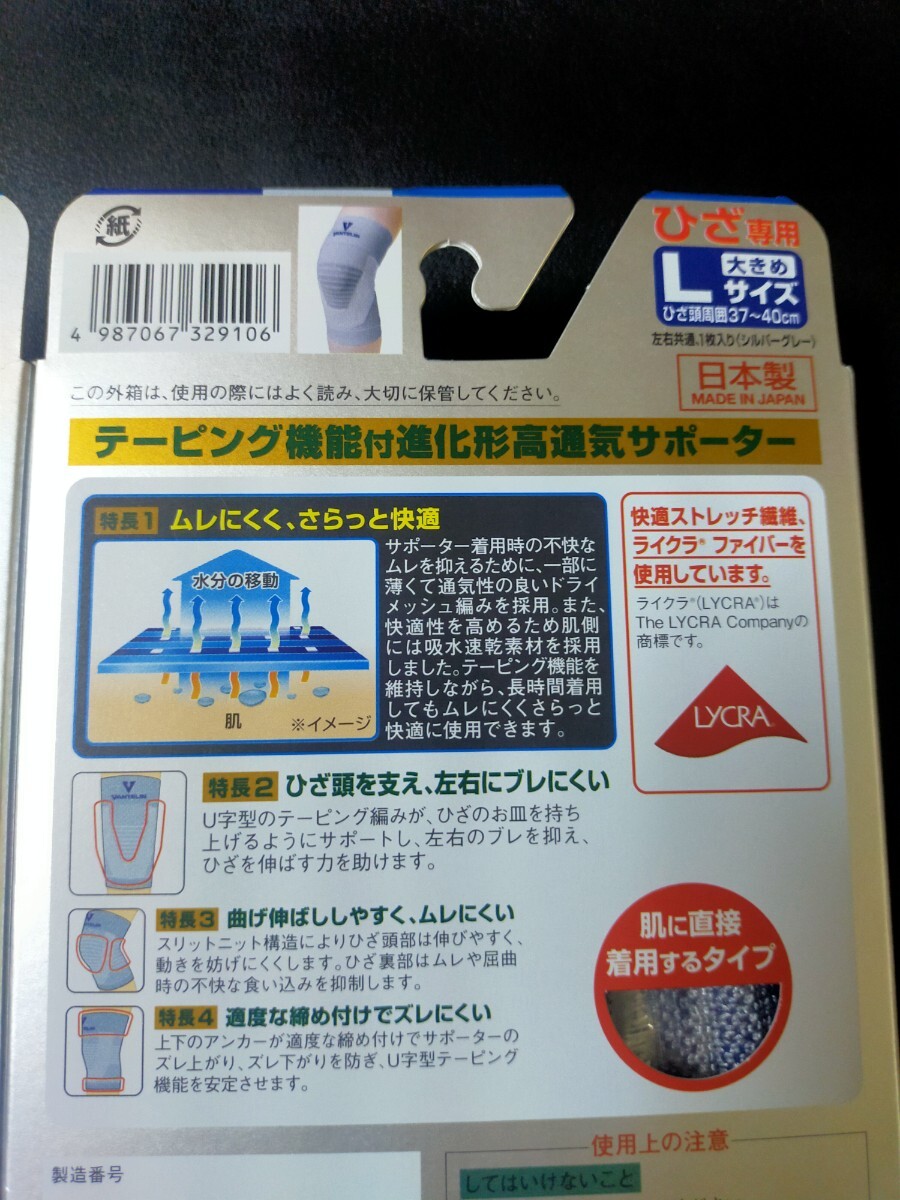 紙
4 987067 329106
VANTELIN
ひざ専用
L 大きめ サイズ
ひざ頭周囲37～40cm
左右共通、1枚入り(シルバーグレー)
日本製
MADE IN JAPAN
この外箱は、使用の際にはよく読み、大切に保管してください。
テーピング機能付進化形高通気サポーター
特長1 ムレにくく、さらっと快適
水分の移動
肌
※イメージ
サポーター着用時の不快な
ムレを抑えるために、一部に
薄くて通気性の良いドライ
メッシュ編みを採用。また、
快適性を高めるため肌側
には吸水速乾素材を採用
しました。テーピング機能を
維持しながら、長時間着用
してもムレにくくさらっと
快適に使用できます。
快適ストレッチ繊維、
ライクラ® ファイバーを
使用しています。
ライクラ®(LYCRA®)は
The LYCRA Companyの
商標です。
LYCRA
VANTELIN
特長2 ひざ頭を支え、左右にブレにくい
U字型のテーピング編みが、ひざのお皿を持ち
上げるようにサポートし、左右のブレを抑え、
ひざを伸ばす力を助けます。
特長3 曲げ伸ばししやすく、ムレにくい
スリットニット構造によりひざ頭部は伸びやすく、
動きを妨げにくくします。ひざ裏部はムレや屈曲
時の不快な食い込みを抑制します。
特長4 適度な締め付けでズレにくい
上下のアンカーが適度な締め付けでサポーターの
ズレ上がり、ズレ下がりを防ぎ、U字型テーピング
機能を安定させます。
肌に直接
着用するタイプ
製造番号
使用上の注意
してはいけないこと